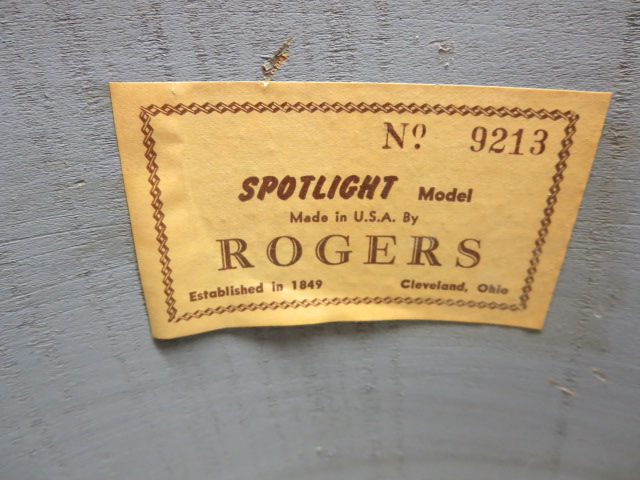 Nº 9213
SPOTLIGHT Model
Made in U.S.A. By
ROGERS
Established in 1849 Cleveland, Ohio